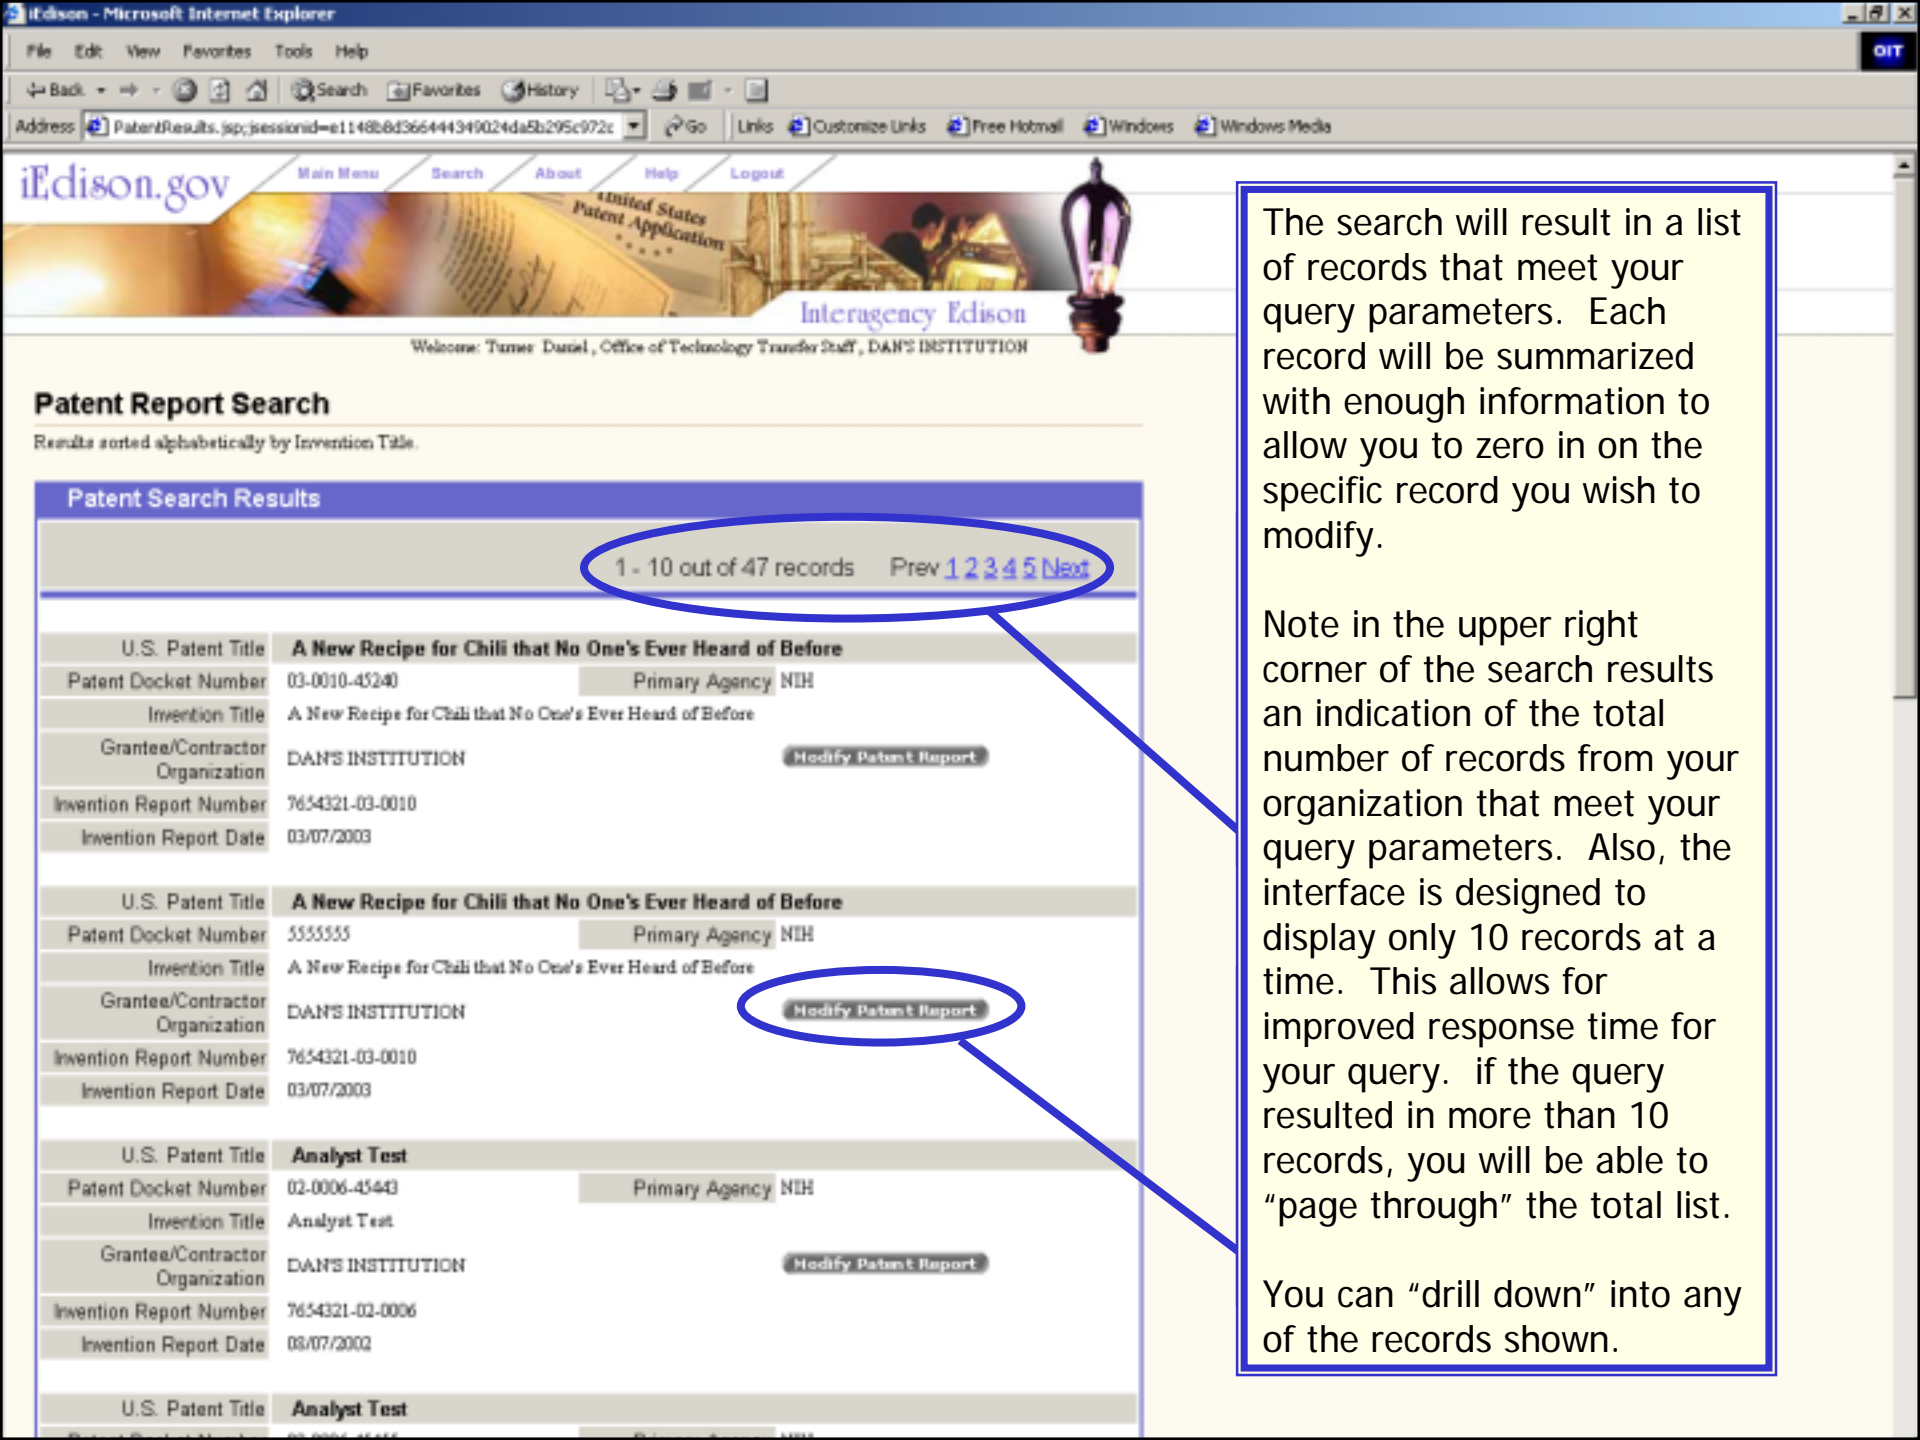 iEdison - Microsoft Internet Explorer
File Edit View Favorites Tools Help
OIT
Back Search Favorites History
Address PatentResults.jsp;jsessionid=e1148b8d366444349024da5b295c972c Go Links Customize Links Free Hotmail Windows Windows Media
iEdison.gov
Main Menu Search About Help Logout
United States
Patent Application
Interagency Edison
Welcome: Turner Daniel, Office of Technology Transfer Staff, DAN'S INSTITUTION
Patent Report Search
Results sorted alphabetically by Invention Title.
Patent Search Results
1 - 10 out of 47 records Prev 1 2 3 4 5 Next
U.S. Patent Title A New Recipe for Chili that No One's Ever Heard of Before
Patent Docket Number 03-0010-45240 Primary Agency NIH
Invention Title A New Recipe for Chili that No One's Ever Heard of Before
Grantee/Contractor
Organization DAN'S INSTITUTION Modify Patent Report
Invention Report Number 7654321-03-0010
Invention Report Date 03/07/2003
U.S. Patent Title A New Recipe for Chili that No One's Ever Heard of Before
Patent Docket Number 5555555 Primary Agency NIH
Invention Title A New Recipe for Chili that No One's Ever Heard of Before
Grantee/Contractor
Organization DAN'S INSTITUTION Modify Patent Report
Invention Report Number 7654321-03-0010
Invention Report Date 03/07/2003
U.S. Patent Title Analyst Test
Patent Docket Number 02-0006-45443 Primary Agency NIH
Invention Title Analyst Test
Grantee/Contractor
Organization DAN'S INSTITUTION Modify Patent Report
Invention Report Number 7654321-02-0006
Invention Report Date 08/07/2002
U.S. Patent Title Analyst Test
The search will result in a list
of records that meet your
query parameters. Each
record will be summarized
with enough information to
allow you to zero in on the
specific record you wish to
modify.
Note in the upper right
corner of the search results
an indication of the total
number of records from your
organization that meet your
query parameters. Also, the
interface is designed to
display only 10 records at a
time. This allows for
improved response time for
your query. if the query
resulted in more than 10
records, you will be able to
“page through” the total list.
You can “drill down” into any
of the records shown.